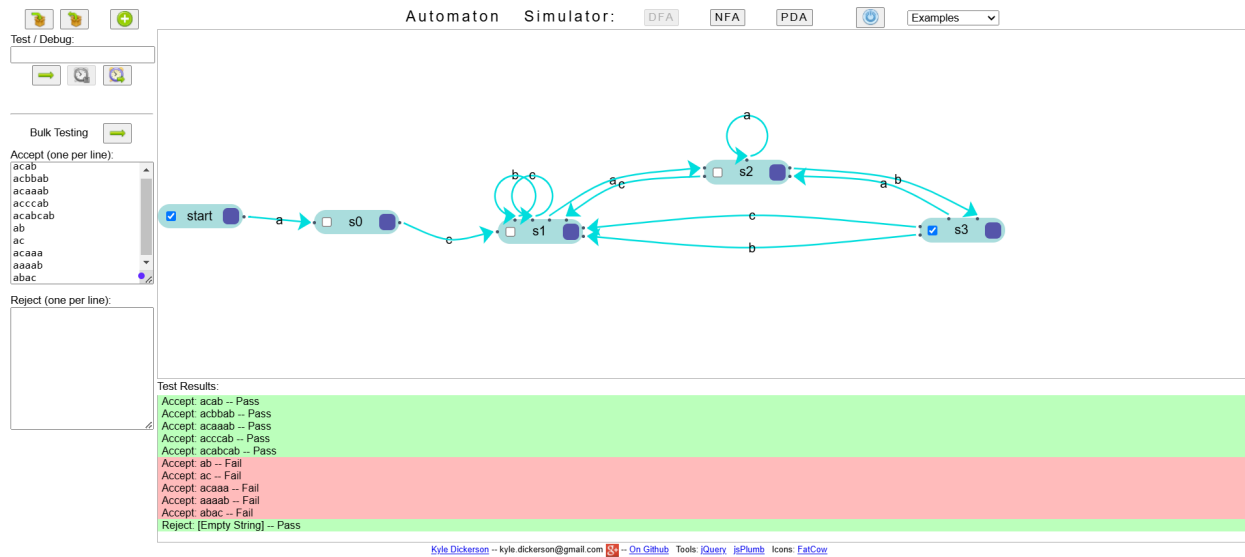 Automaton Simulator: DFA NFA PDA Examples
Test / Debug:
Bulk Testing
Accept (one per line):
acab
acbbab
acaaab
acccab
acabcab
ab
ac
acaaa
aaaab
abac
Reject (one per line):
a
b c
a
c
a
b
start
a
s0
c
s1
s2
c
b
s3
Test Results:
Accept: acab -- Pass
Accept: acbbab -- Pass
Accept: acaaab -- Pass
Accept: acccab -- Pass
Accept: acabcab -- Pass
Accept: ab -- Fail
Accept: ac -- Fail
Accept: acaaa -- Fail
Accept: aaaab -- Fail
Accept: abac -- Fail
Reject: [Empty String] -- Pass
Kyle Dickerson -- kyle.dickerson@gmail.com g+ -- On Github Tools: jQuery jsPlumb Icons: FatCow